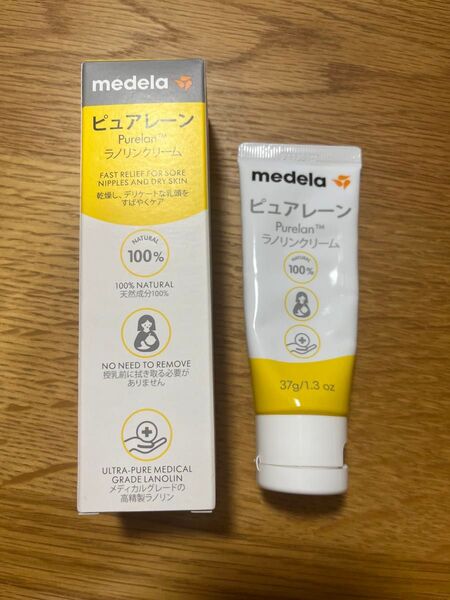 medela
ピュアレーン
Purelan™
ラノリンクリーム
FAST RELIEF FOR SORE
NIPPLES AND DRY SKIN
乾燥し、デリケートな乳頭を
すばやくケア
NATURAL
100%
100% NATURAL
天然成分100%
NO NEED TO REMOVE
授乳前に拭き取る必要が
ありません
ULTRA-PURE MEDICAL
GRADE LANOLIN
メディカルグレードの
高精製ラノリン
medela
ピュアレーン
Purelan™
ラノリンクリーム
NATURAL
100%
37g/1.3 oz